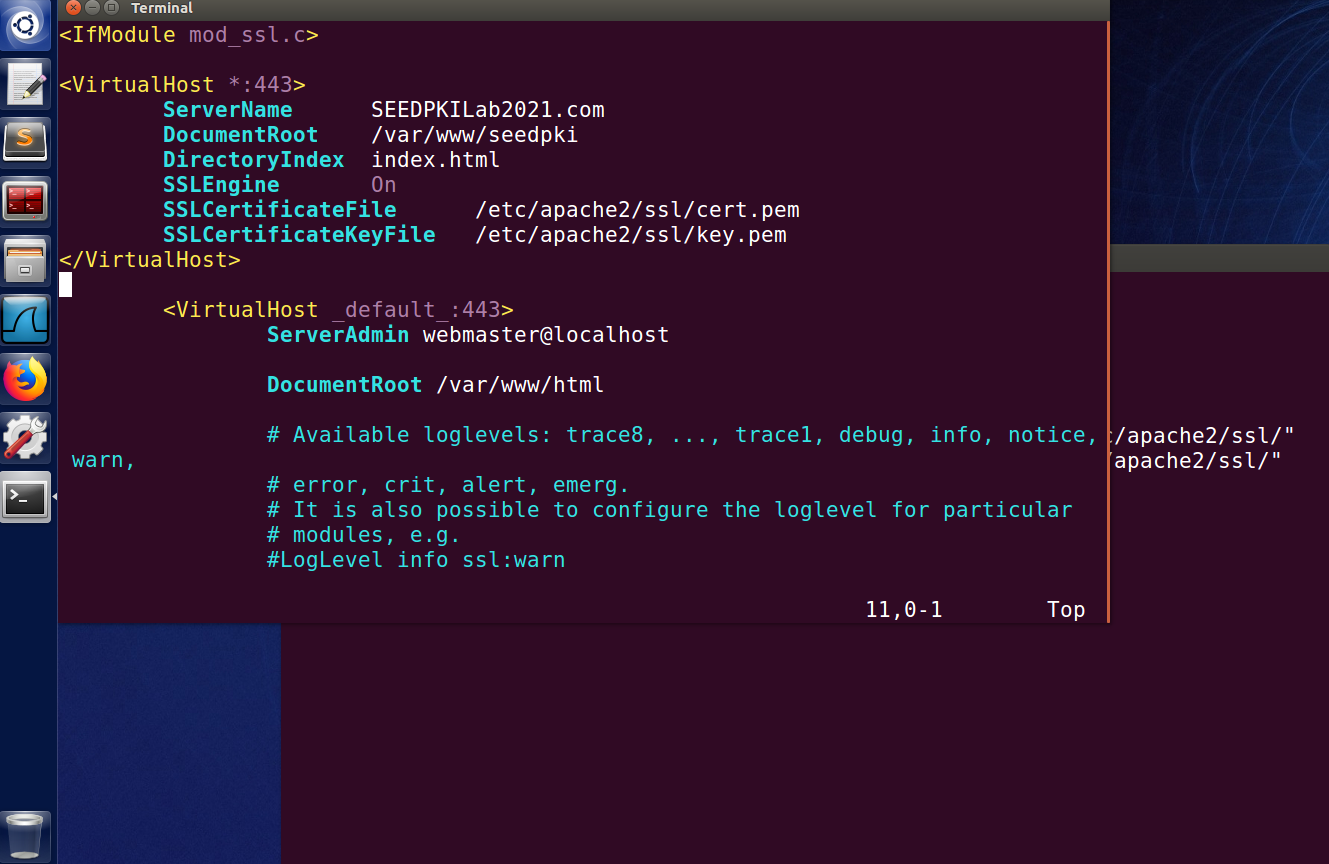 Terminal
<IfModule mod_ssl.c>
<VirtualHost *:443>
ServerName SEEDPKILab2021.com
DocumentRoot /var/www/seedpki
DirectoryIndex index.html
SSLEngine On
SSLCertificateFile /etc/apache2/ssl/cert.pem
SSLCertificateKeyFile /etc/apache2/ssl/key.pem
</VirtualHost>
<VirtualHost _default_:443>
ServerAdmin webmaster@localhost
DocumentRoot /var/www/html
# Available loglevels: trace8, ..., trace1, debug, info, notice,
warn,
# error, crit, alert, emerg.
# It is also possible to configure the loglevel for particular
# modules, e.g.
#LogLevel info ssl:warn
11,0-1 Top
/apache2/ssl/"
apache2/ssl/"